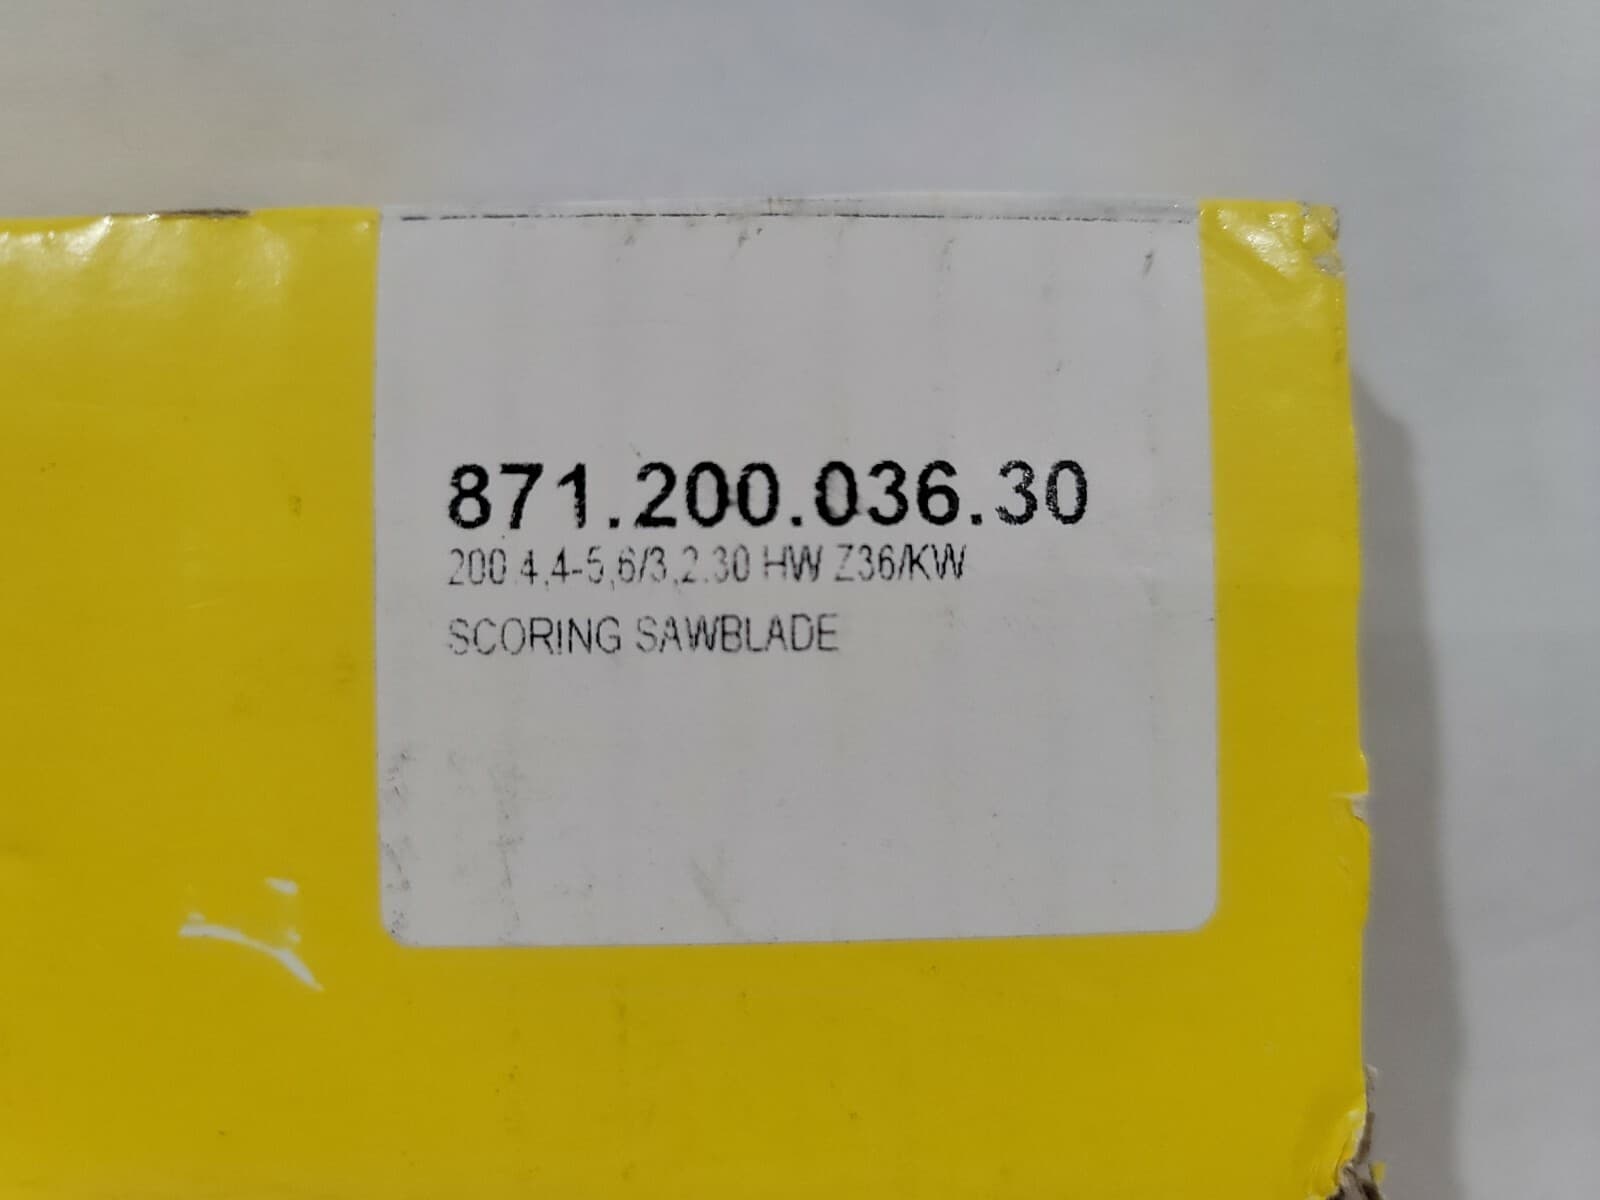 871.200.036.30
200.4,4-5,6/3,2.30 HW Z36/KW
SCORING SAWBLADE